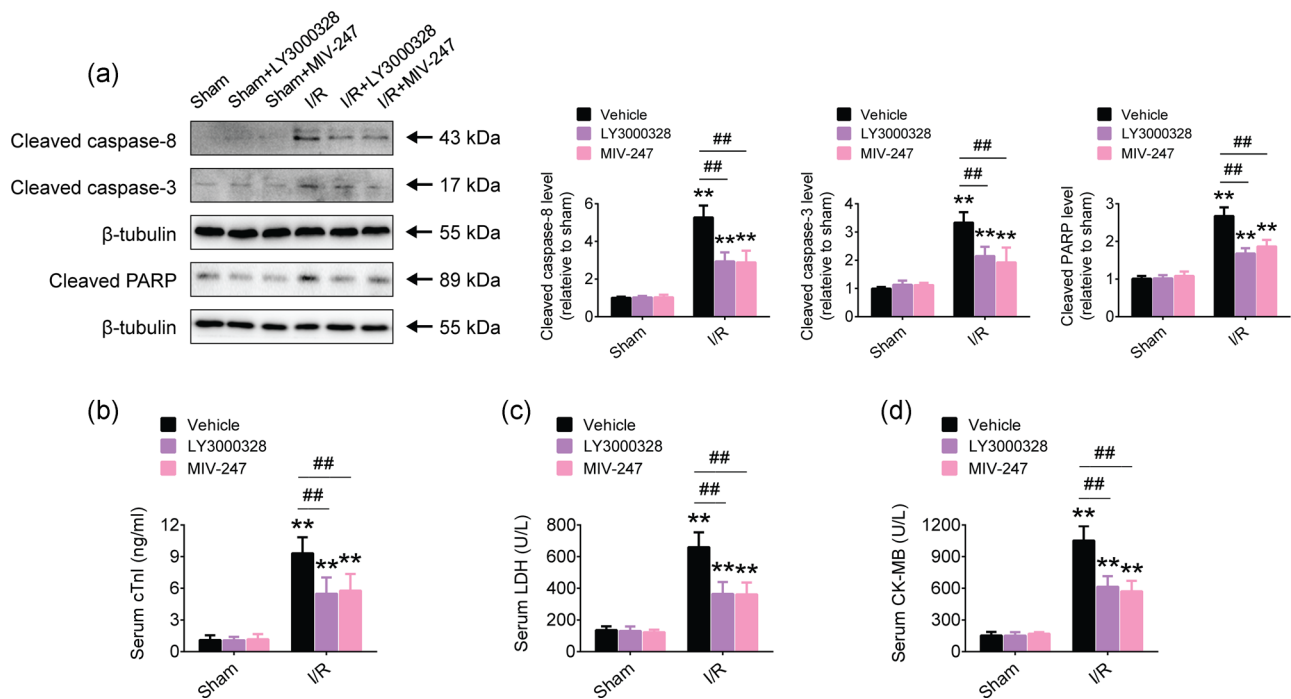 (a)
Sham
Sham+LY3000328
Sham+MIV-247
I/R
I/R+LY3000328
I/R+MIV-247
Cleaved caspase-8
43 kDa
Cleaved caspase-3
17 kDa
β-tubulin
55 kDa
Cleaved PARP
89 kDa
β-tubulin
55 kDa
Vehicle
LY3000328
MIV-247
Cleaved caspase-8 level
(relateive to sham)
6
4
2
0
##
##
**
**
**
Sham
I/R
Vehicle
LY3000328
MIV-247
Cleaved caspase-3 level
(relateive to sham)
5
4
3
2
1
0
##
##
**
**
**
Sham
I/R
Vehicle
LY3000328
MIV-247
Cleaved PARP level
(relateive to sham)
3
2
1
0
##
##
**
**
**
Sham
I/R
(b)
Vehicle
LY3000328
MIV-247
Serum cTnl (ng/ml)
12
9
6
3
0
##
##
**
**
**
Sham
I/R
(c)
Vehicle
LY3000328
MIV-247
Serum LDH (U/L)
800
600
400
200
0
##
##
**
**
**
Sham
I/R
(d)
Vehicle
LY3000328
MIV-247
Serum CK-MB (U/L)
1200
900
600
300
0
##
##
**
**
**
Sham
I/R